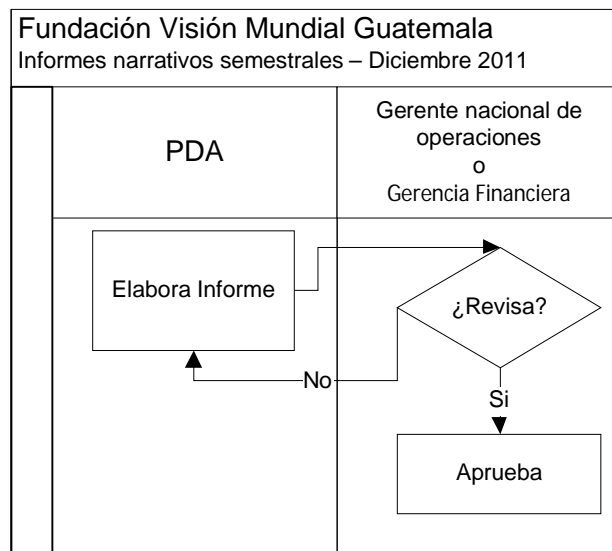 Fundación Visión Mundial Guatemala
Informes narrativos semestrales – Diciembre 2011
PDA
Gerente nacional de
operaciones
o
Gerencia Financiera
Elabora Informe
¿Revisa?
No
Si
Aprueba